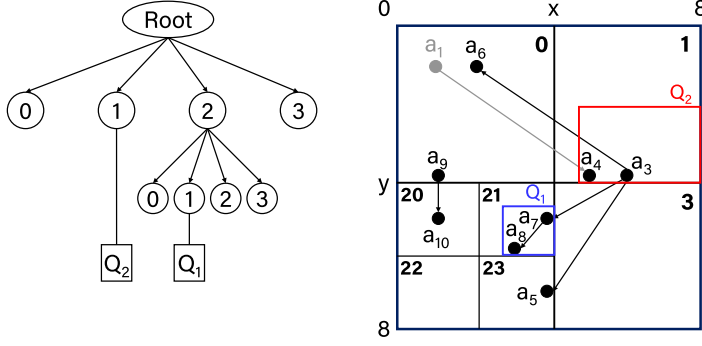 Root
0 1 2 3
0 1 2 3
Q₂ Q₁
0 x 8
a₁ a₆ 0 1
Q₂
a₄ a₃
a₉
y
20 21 Q₁ 3
a₇
a₈
a₁₀
22 23
a₅
8